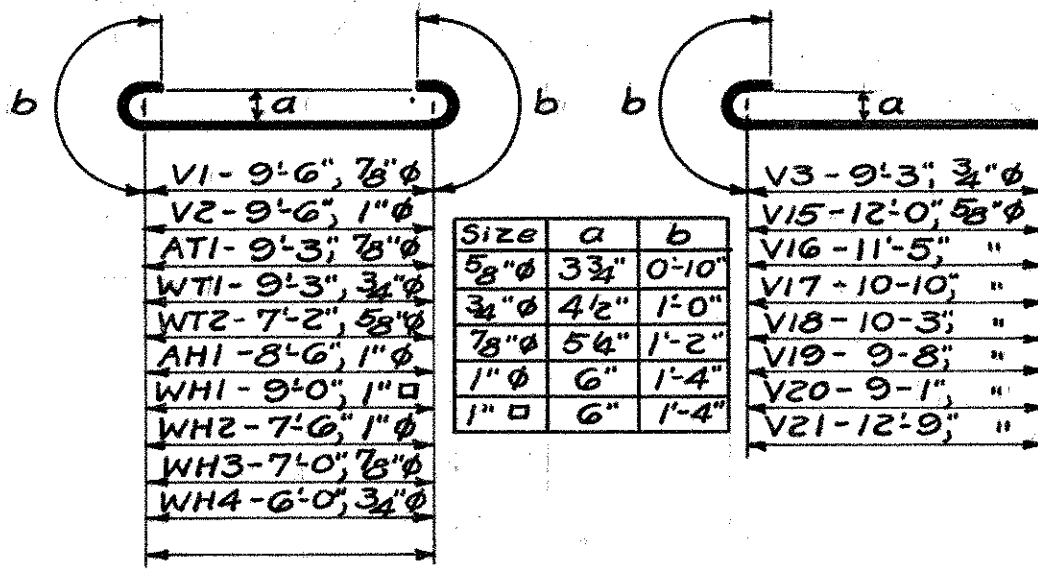 b a b
V1 - 9'-6", 7/8"ϕ
V2 - 9'-6", 1"ϕ
AT1 - 9'-3", 7/8"ϕ
WT1 - 9'-3", 3/4"ϕ
WT2 - 7'-2", 5/8"ϕ
AH1 - 8'-6", 1"ϕ
WH1 - 9'-0", 1"□
WH2 - 7'-6", 1"ϕ
WH3 - 7'-0", 7/8"ϕ
WH4 - 6'-0", 3/4"ϕ
Size a b
5/8"ϕ 3 3/4" 0'-10"
3/4"ϕ 4 1/2" 1'-0"
7/8"ϕ 5 1/4" 1'-2"
1"ϕ 6" 1'-4"
1"□ 6" 1'-4"
b a
V3 - 9'-3", 3/4"ϕ
V15 - 12'-0", 5/8"ϕ
V16 - 11'-5", "
V17 - 10-10", "
V18 - 10-3", "
V19 - 9-8", "
V20 - 9-1", "
V21 - 12'-9", "